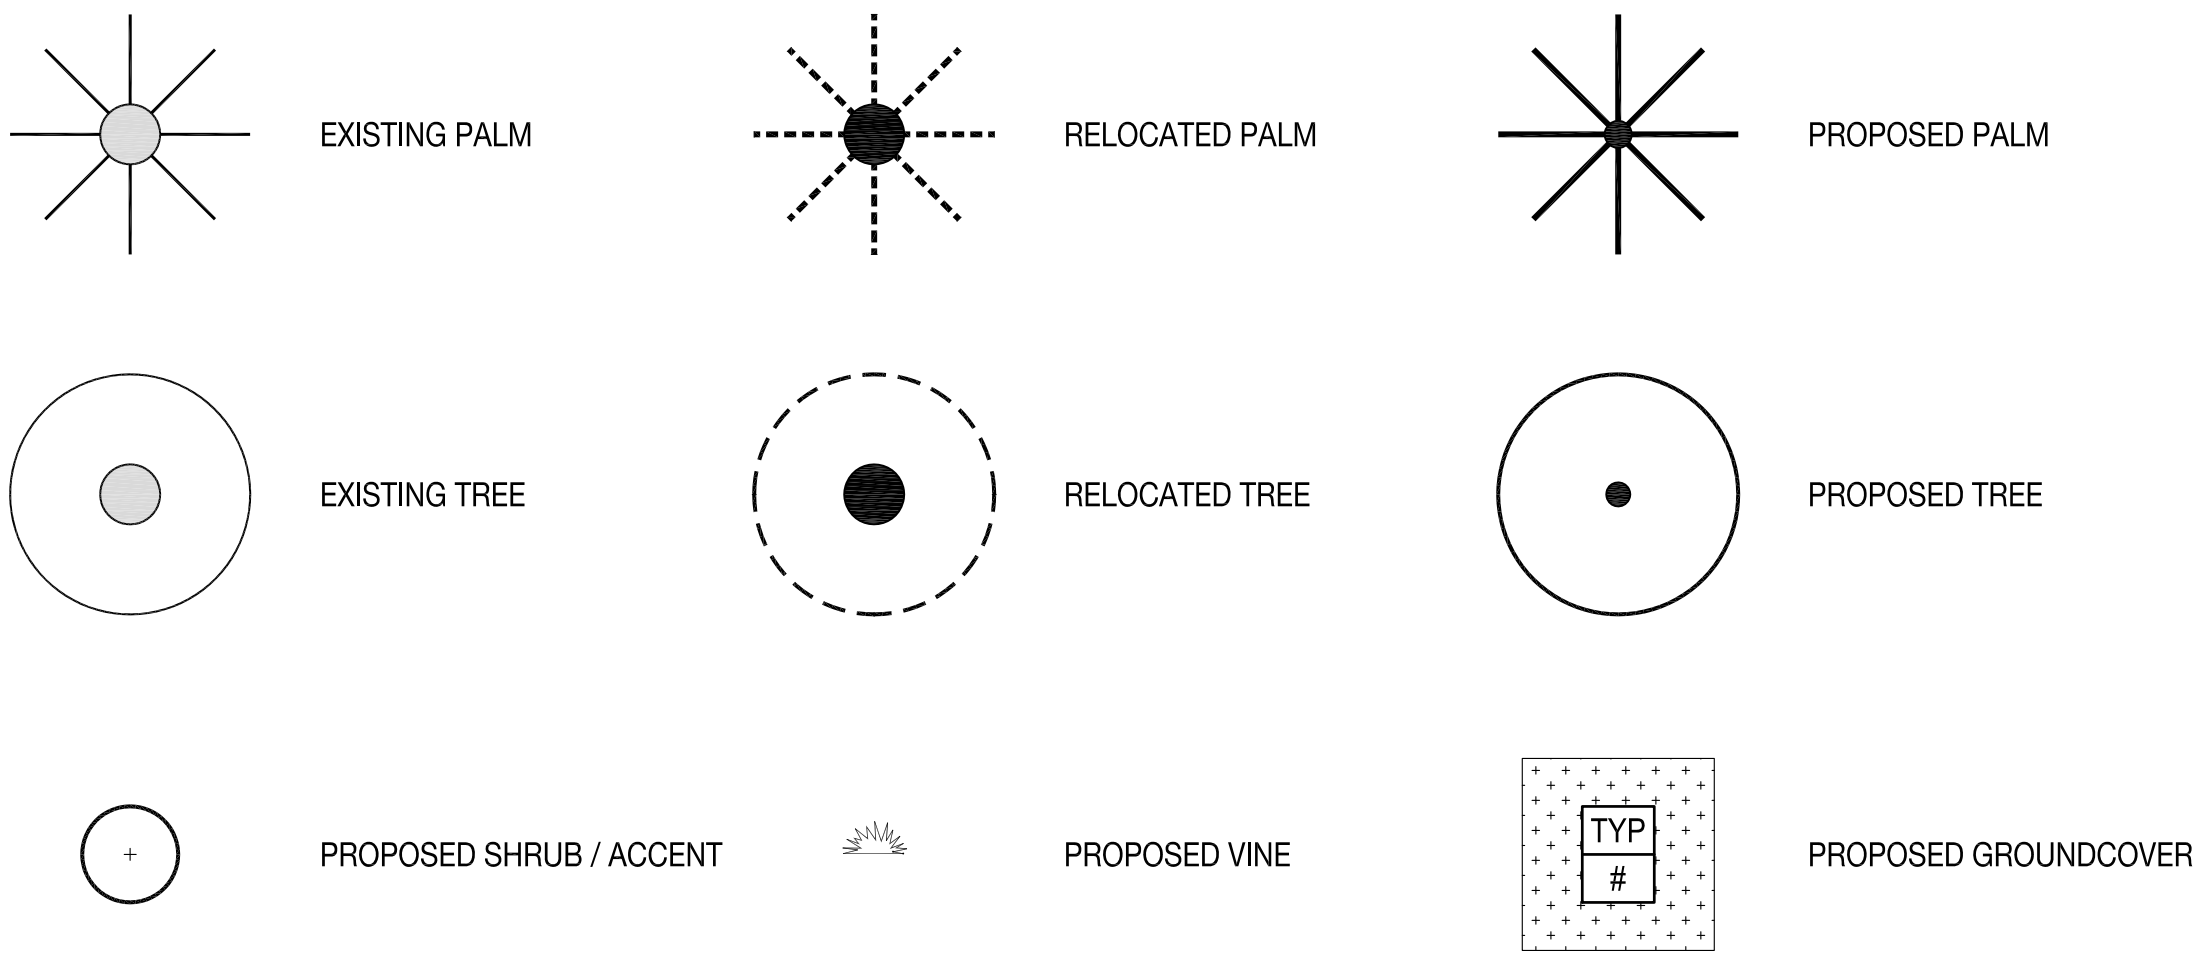 EXISTING PALM
RELOCATED PALM
PROPOSED PALM
EXISTING TREE
RELOCATED TREE
PROPOSED TREE
PROPOSED SHRUB / ACCENT
PROPOSED VINE
TYP
#
PROPOSED GROUNDCOVER